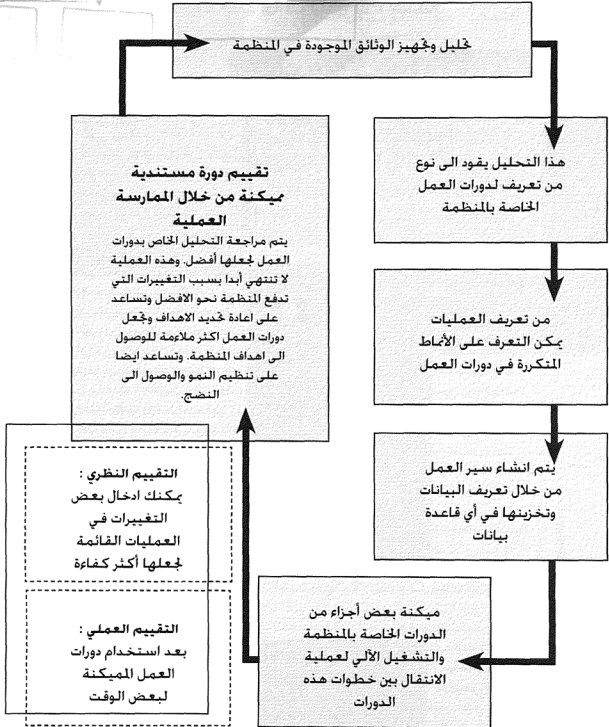 تحليل وتجهيز الوثائق الموجودة في المنظمة
هذا التحليل يقود الى نوع
من تعريف لدورات العمل
الخاصة بالمنظمة
من تعريف العمليات
يمكن التعرف على الأنماط
المتكررة في دورات العمل
يتم انشاء سير العمل
من خلال تعريف البيانات
وتخزينها في أي قاعدة
بيانات
ميكنة بعض أجزاء من
الدورات الخاصة بالمنظمة
والتشغيل الألي لعملية
الانتقال بين خطوات هذه
الدورات
تقييم دورة مستندية
مميكنة من خلال الممارسة
العملية
يتم مراجعة التحليل الخاص بدورات
العمل لجعلها أفضل. وهذه العملية
لا تنتهي أبدا بسبب التغييرات التي
تدفع المنظمة نحو الافضل وتساعد
على اعادة تحديد الاهداف وتجعل
دورات العمل اكثر ملاءمة للوصول
الى اهداف المنظمة. وتساعد ايضا
على تنظيم النمو والوصول الى
النضج.
التقييم النظري :
يمكنك ادخال بعض
التغييرات في
العمليات القائمة
لجعلها أكثر كفاءة
التقييم العملي :
بعد استخدام دورات
العمل المميكنة
لبعض الوقت